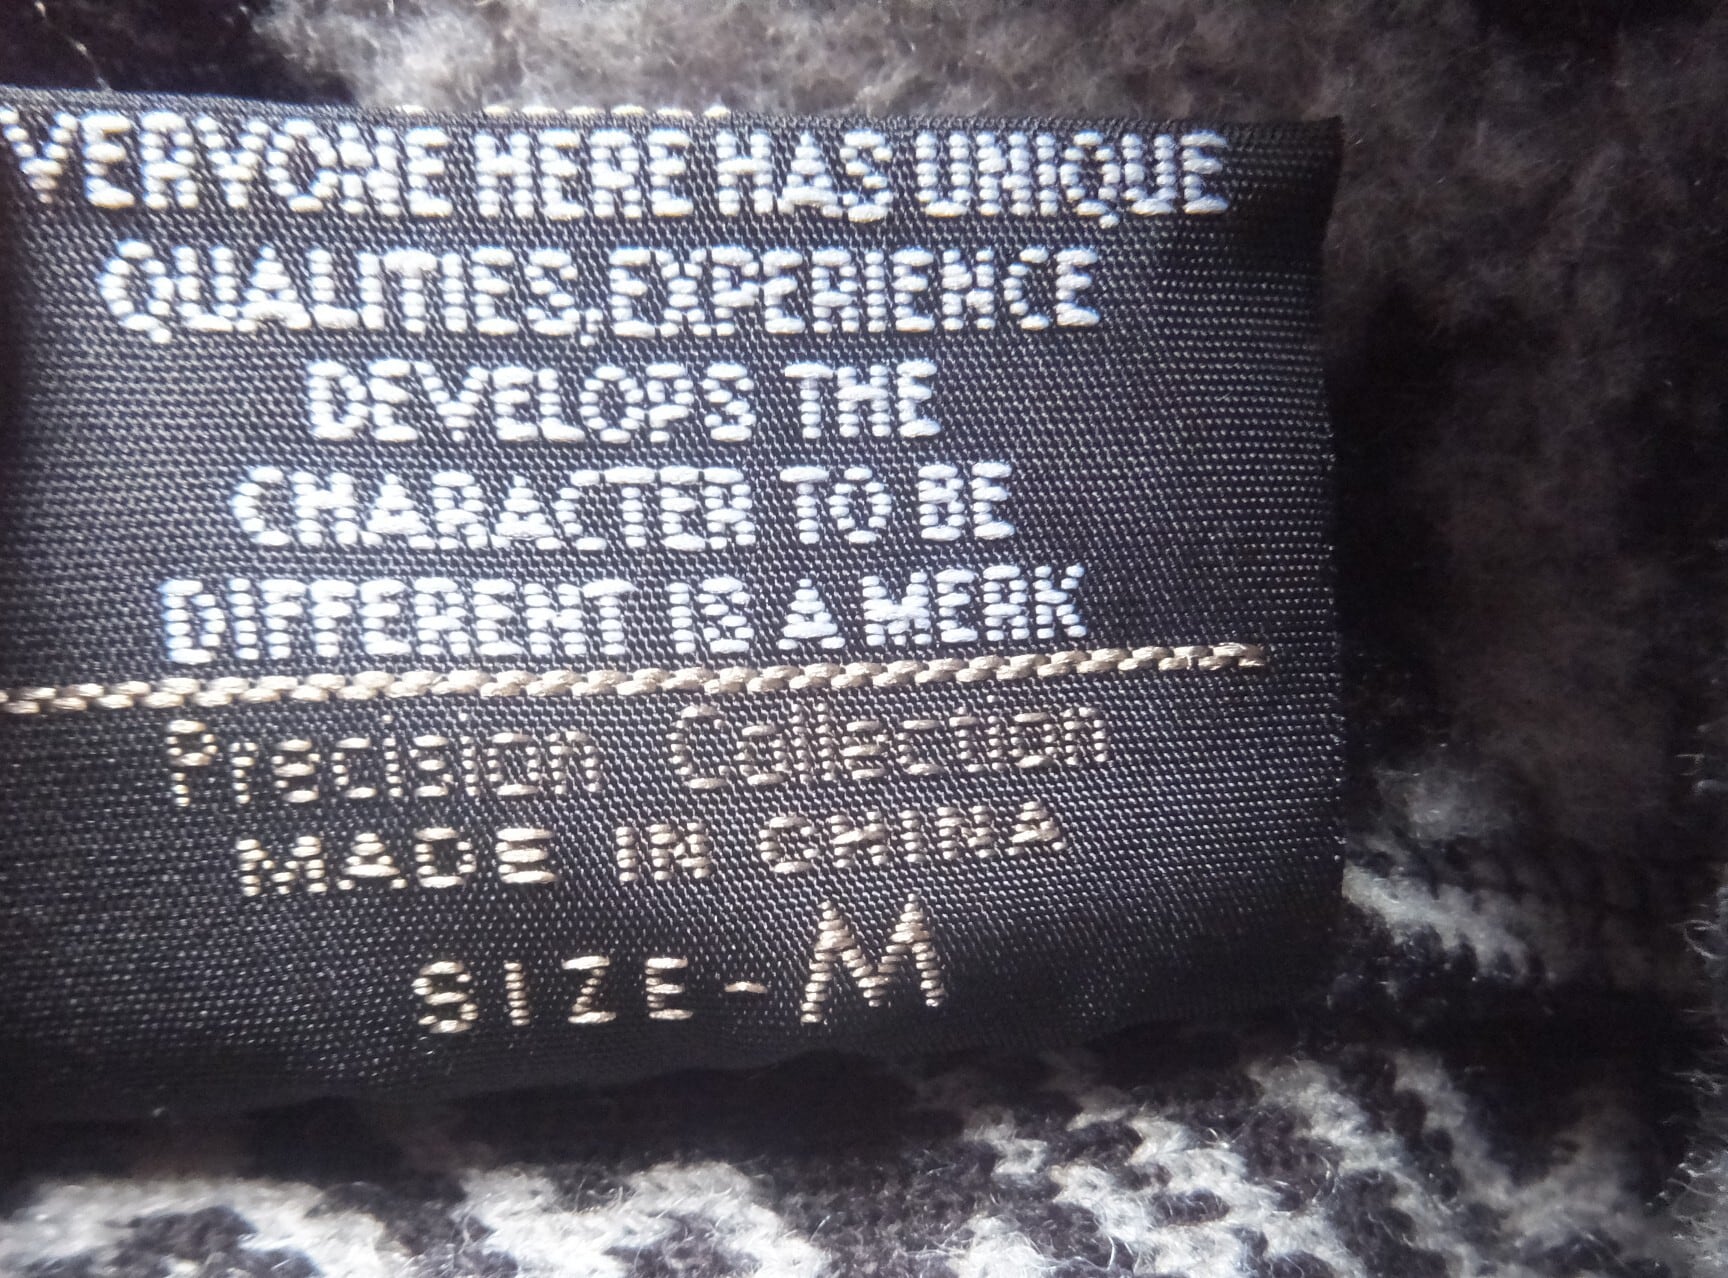 VERYONE HERE HAS UNIQUE
QUALITIES,EXPERIENCE
DEVELOPS THE
CHARACTER TO BE
DIFFERENT IS A MERK
Precision Collection
MADE IN CHINA
SIZE-M